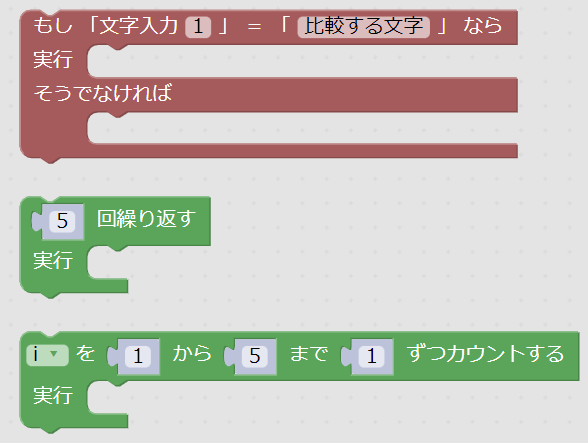 もし「文字入力 1 」 = 「 比較する文字 」 なら
実行
そうでなければ
5 回繰り返す
実行
i ▼ を 1 から 5 まで 1 ずつカウントする
実行